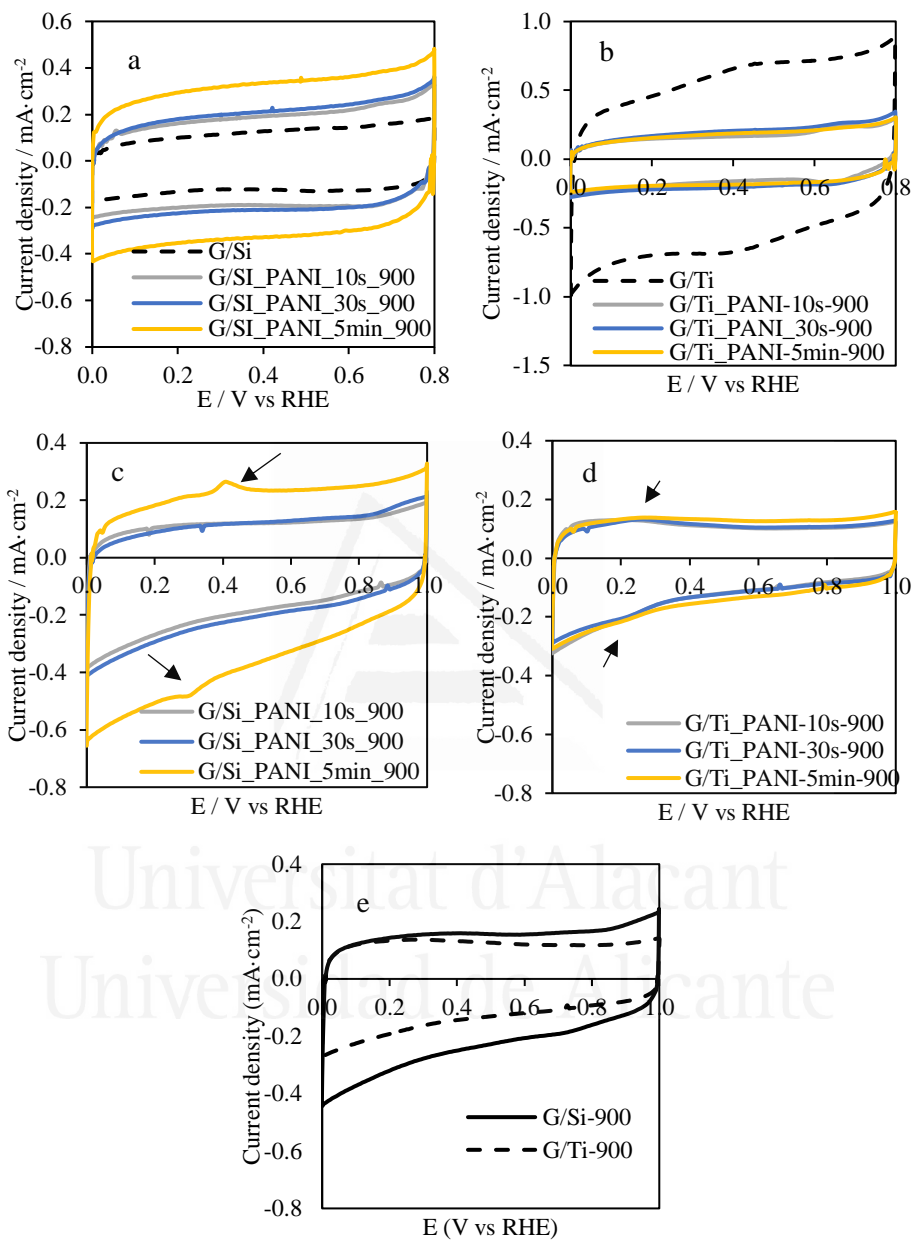 a
Current density / mA·cm-2
0.6
0.4
0.2
0.0
-0.2
-0.4
-0.6
-0.8
0.0 0.2 0.4 0.6 0.8
E / V vs RHE
G/Si
G/SI_PANI_10s_900
G/SI_PANI_30s_900
G/SI_PANI_5min_900
b
Current density / mA·cm-2
1.0
0.5
0.0
-0.5
-1.0
-1.5
0.0 0.2 0.4 0.6 0.8
E / V vs RHE
G/Ti
G/Ti_PANI-10s-900
G/Ti_PANI_30s-900
G/Ti_PANI-5min-900
c
Current density / mA·cm-2
0.4
0.2
0.0
-0.2
-0.4
-0.6
-0.8
0.0 0.2 0.4 0.6 0.8 1.0
E / V vs RHE
G/Si_PANI_10s_900
G/Si_PANI_30s_900
G/Si_PANI_5min_900
d
Current density / mA·cm-2
0.4
0.2
0.0
-0.2
-0.4
-0.6
-0.8
0.0 0.2 0.4 0.6 0.8 1.0
E / V vs RHE
G/Ti_PANI-10s-900
G/Ti_PANI-30s-900
G/Ti_PANI-5min-900
e
Current density (mA·cm-2)
0.4
0.2
0.0
-0.2
-0.4
-0.6
-0.8
0.0 0.2 0.4 0.6 0.8 1.0
E (V vs RHE)
G/Si-900
G/Ti-900
Universitat d'Alacant
Universidad de Alicante